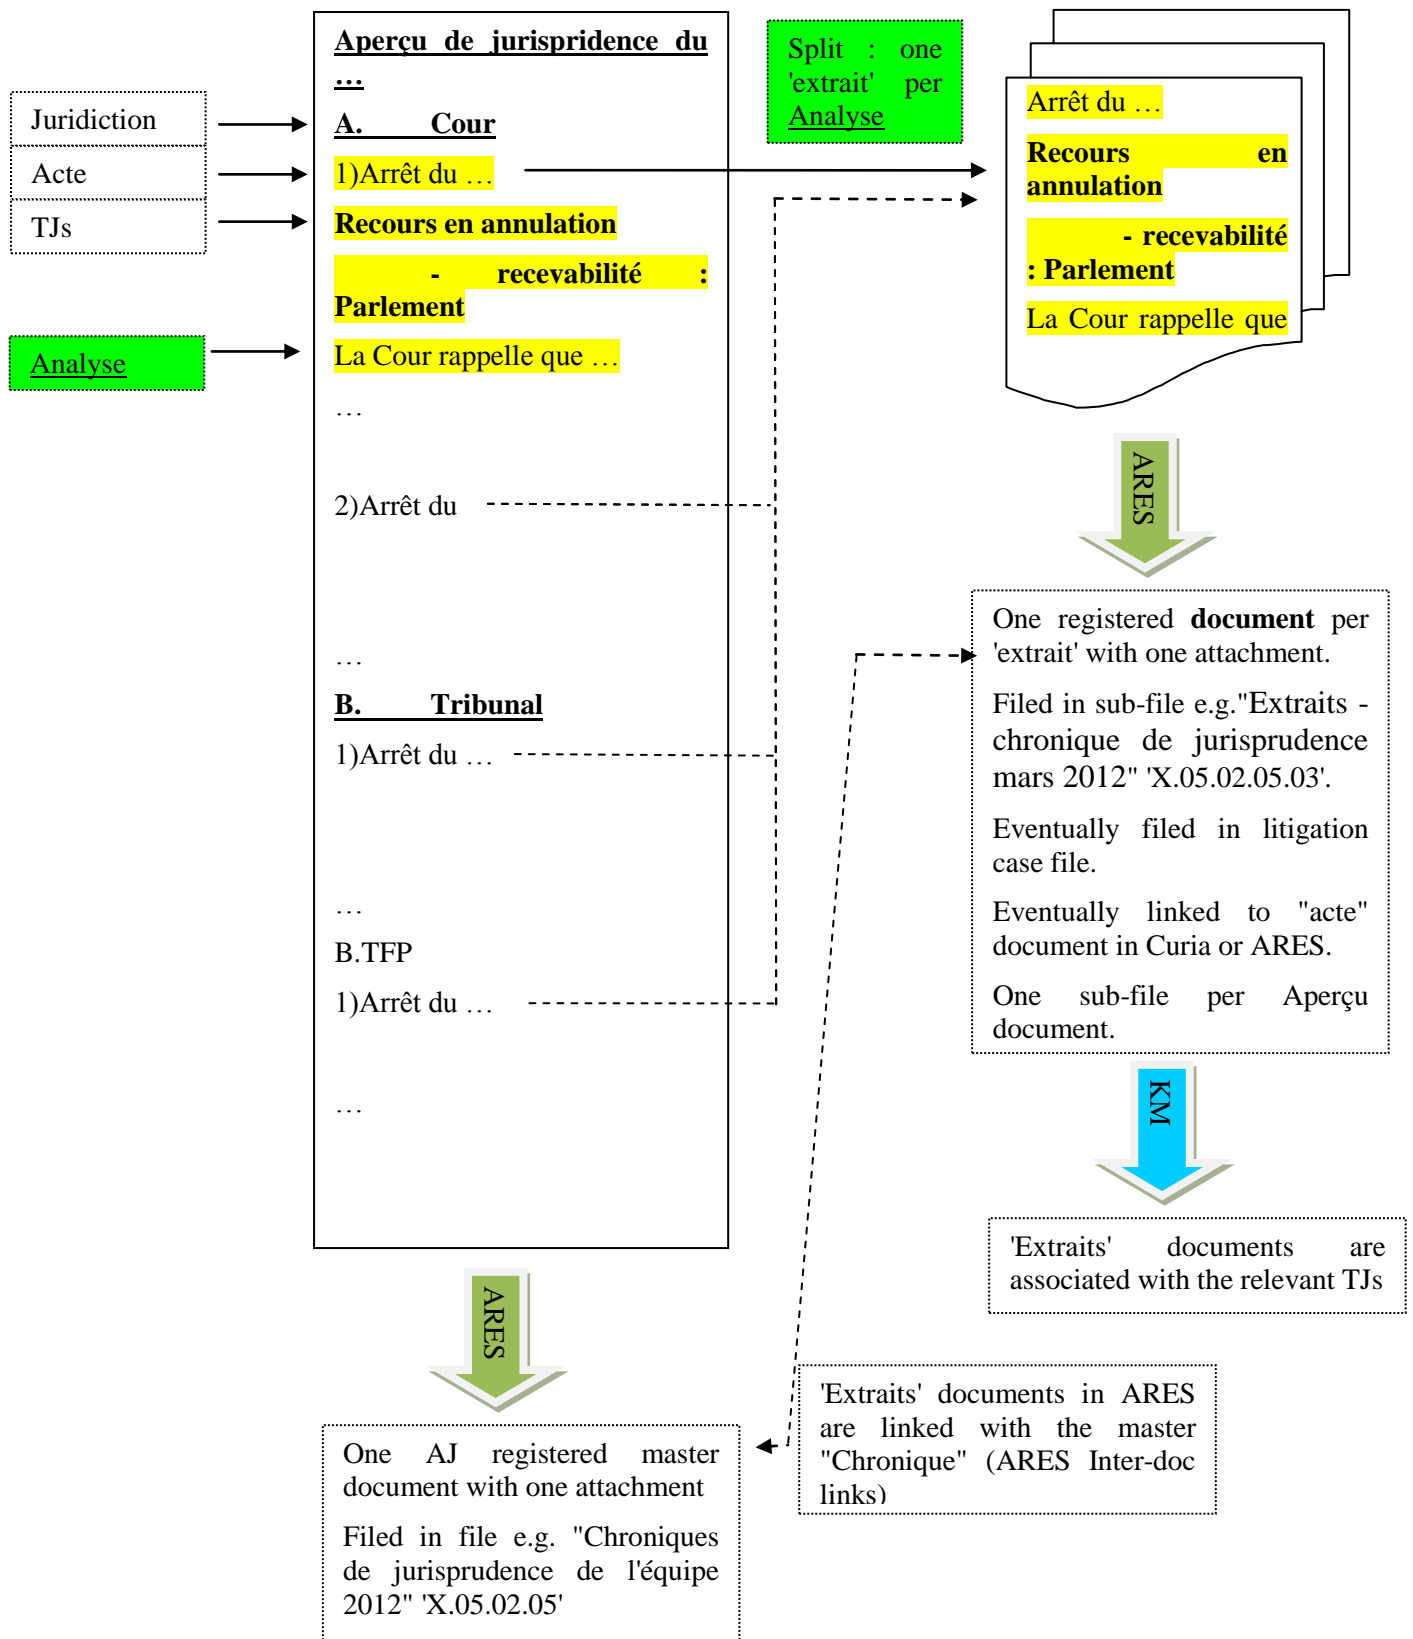 Juridiction
Acte
TJs
Analyse
Aperçu de jurispridence du
…
A. Cour
1)Arrêt du …
Recours en annulation
- recevabilité :
Parlement
La Cour rappelle que …
…
2)Arrêt du
…
B. Tribunal
1)Arrêt du …
…
B.TFP
1)Arrêt du …
…
Split : one
'extrait' per
Analyse
Arrêt du …
Recours en
annulation
- recevabilité
: Parlement
La Cour rappelle que
ARES
One registered document per
'extrait' with one attachment.
Filed in sub-file e.g."Extraits -
chronique de jurisprudence
mars 2012" 'X.05.02.05.03'.
Eventually filed in litigation
case file.
Eventually linked to "acte"
document in Curia or ARES.
One sub-file per Aperçu
document.
KM
'Extraits' documents are
associated with the relevant TJs
ARES
One AJ registered master
document with one attachment
Filed in file e.g. "Chroniques
de jurisprudence de l'équipe
2012" 'X.05.02.05'
'Extraits' documents in ARES
are linked with the master
"Chronique" (ARES Inter-doc
links)